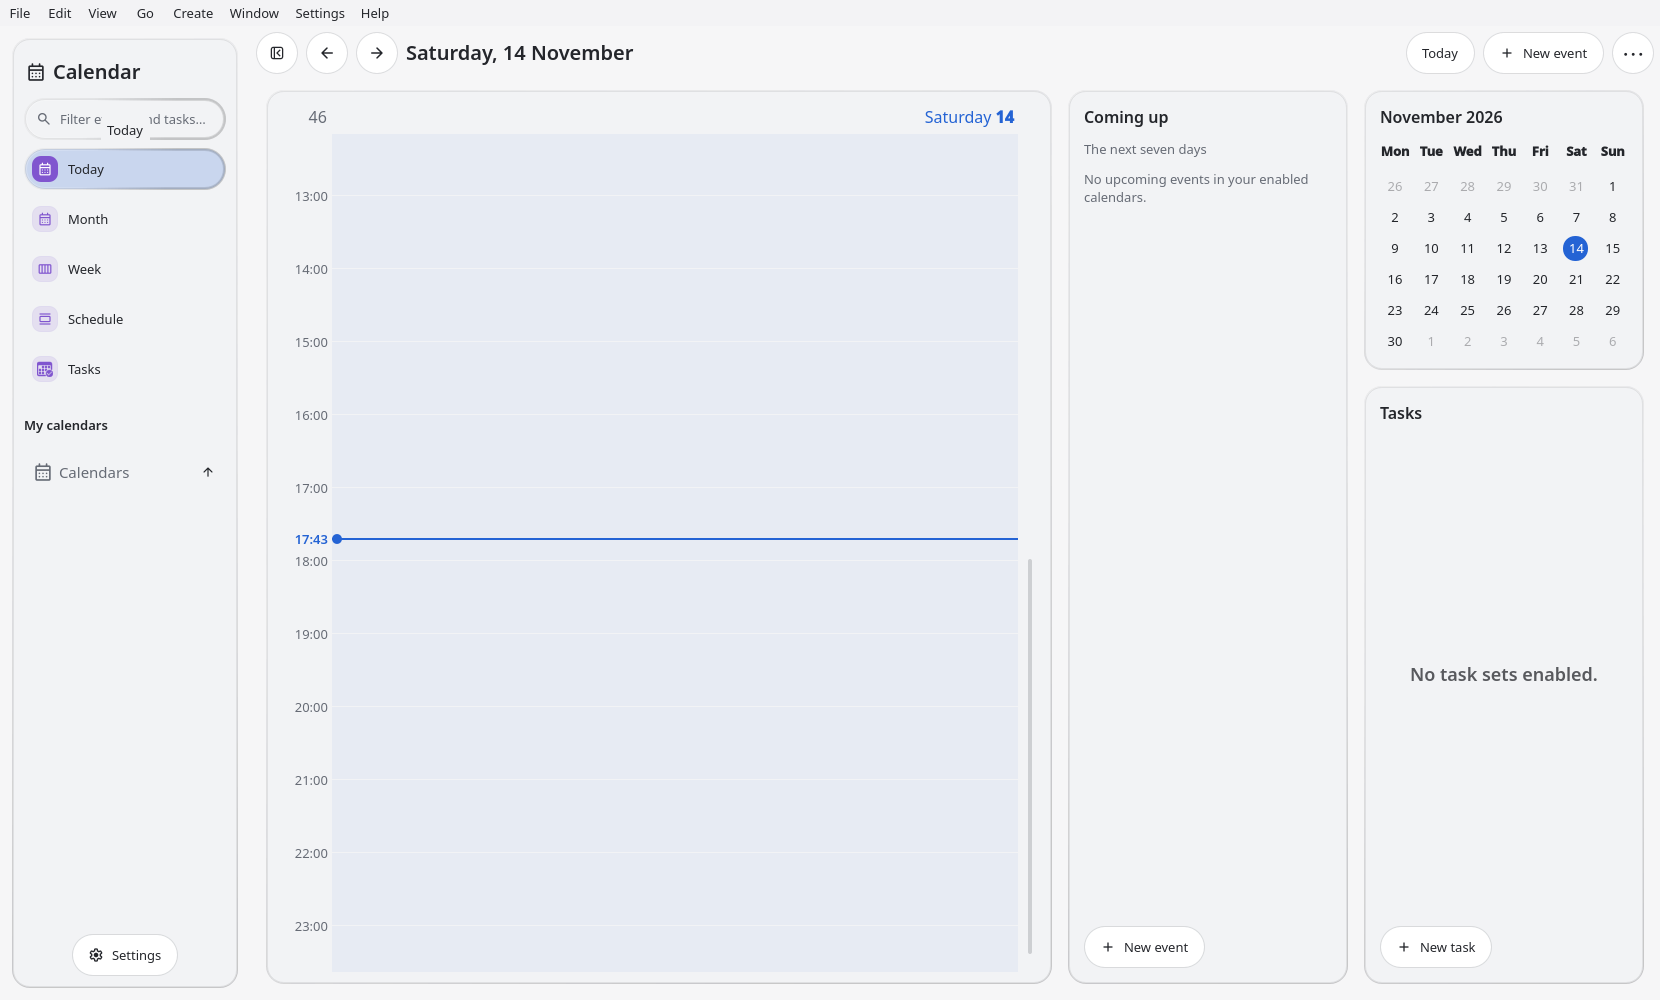 File Edit View Go Create Window Settings Help
Calendar
Filter e nd tasks...
Today
Today
Month
Week
Schedule
Tasks
My calendars
Calendars
Settings
Saturday, 14 November
Today
New event
46 Saturday 14
13:00
14:00
15:00
16:00
17:00
17:43
18:00
19:00
20:00
21:00
22:00
23:00
Coming up
The next seven days
No upcoming events in your enabled
calendars.
New event
November 2026
Mon Tue Wed Thu Fri Sat Sun
26 27 28 29 30 31 1
2 3 4 5 6 7 8
9 10 11 12 13 14 15
16 17 18 19 20 21 22
23 24 25 26 27 28 29
30 1 2 3 4 5 6
Tasks
No task sets enabled.
New task